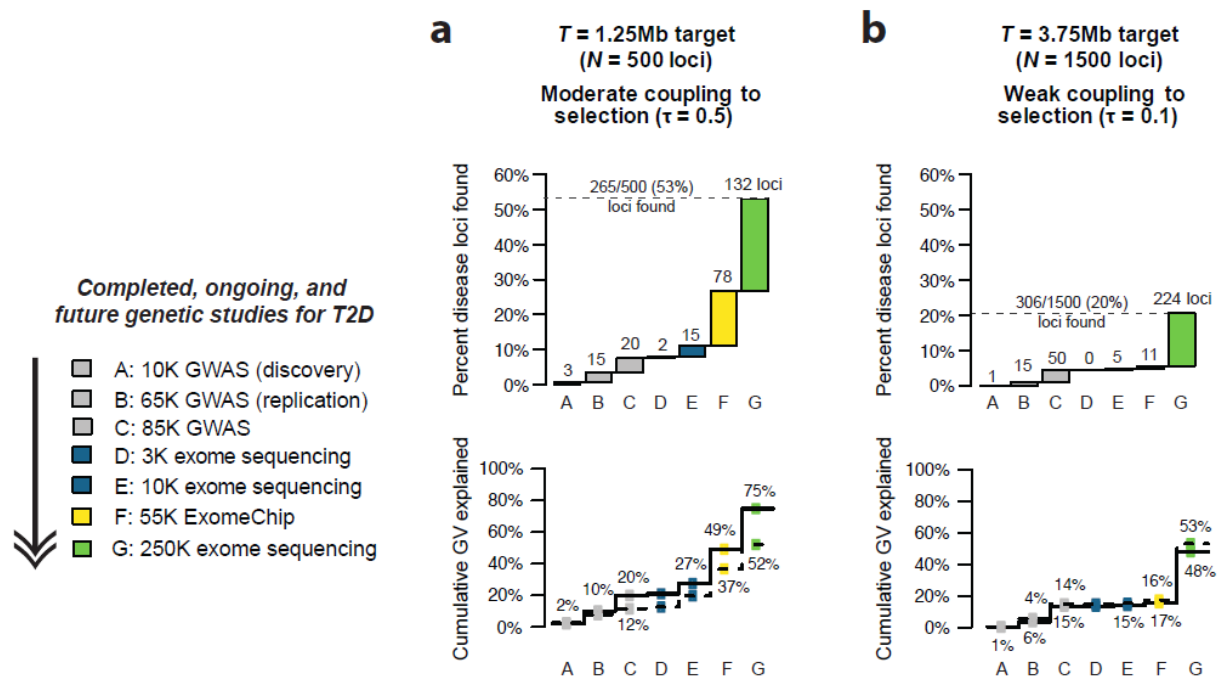 a
T = 1.25Mb target
(N = 500 loci)
Moderate coupling to
selection (τ = 0.5)
b
T = 3.75Mb target
(N = 1500 loci)
Weak coupling to
selection (τ = 0.1)
Completed, ongoing, and
future genetic studies for T2D
A: 10K GWAS (discovery)
B: 65K GWAS (replication)
C: 85K GWAS
D: 3K exome sequencing
E: 10K exome sequencing
F: 55K ExomeChip
G: 250K exome sequencing
Percent disease loci found
60%
50%
40%
30%
20%
10%
0%
265/500 (53%)
loci found
132 loci
78
3
15
20
2
15
A B C D E F G
Percent disease loci found
60%
50%
40%
30%
20%
10%
0%
306/1500 (20%)
loci found
224 loci
1
15
50
0
5
11
A B C D E F G
Cumulative GV explained
100%
80%
60%
40%
20%
0%
2%
10%
20%
12%
27%
49%
37%
75%
52%
A B C D E F G
Cumulative GV explained
100%
80%
60%
40%
20%
0%
1%
4%
6%
14%
15%
15%
16%
17%
53%
48%
A B C D E F G